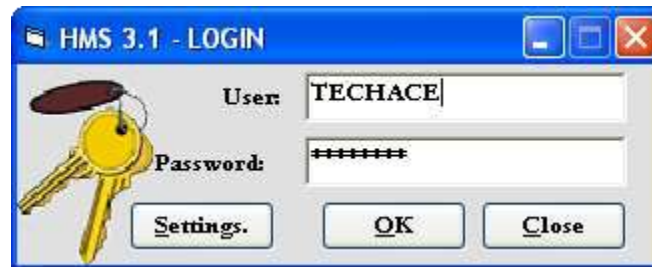 HMS 3.1 - LOGIN
User: TECHACE
Password: ++++++++
Settings. OK Close